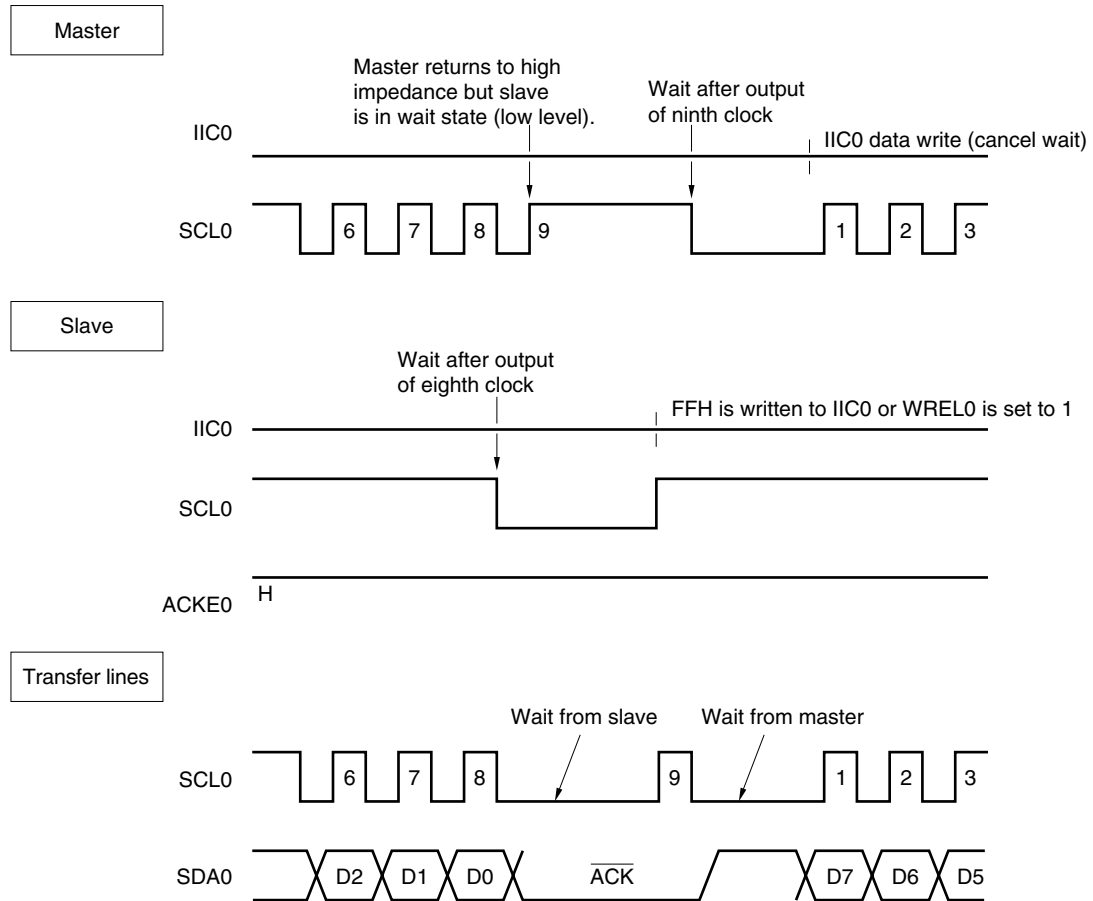 Master
Master returns to high
impedance but slave
is in wait state (low level).
Wait after output
of ninth clock
IIC0
IIC0 data write (cancel wait)
SCL0
6 7 8 9 1 2 3
Slave
Wait after output
of eighth clock
FFH is written to IIC0 or WREL0 is set to 1
IIC0
SCL0
H
ACKE0
Transfer lines
Wait from slave Wait from master
SCL0
6 7 8 9 1 2 3
SDA0
D2 D1 D0 ACK D7 D6 D5